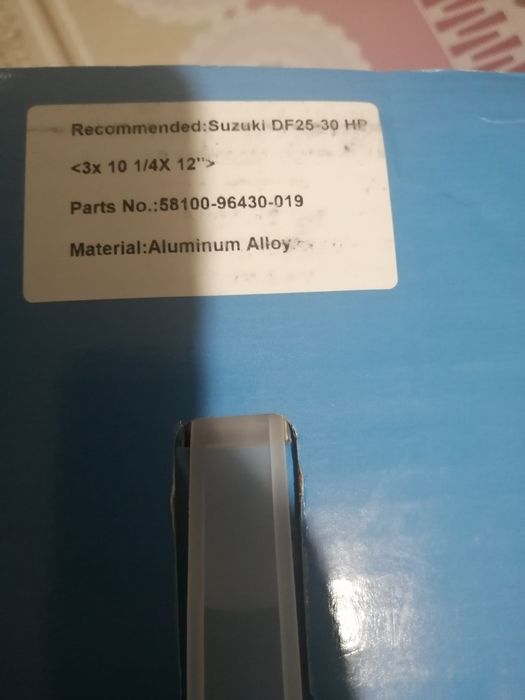 Recommended:Suzuki DF25-30 HP
<3x 10 1/4X 12">
Parts No.:58100-96430-019
Material:Aluminum Alloy